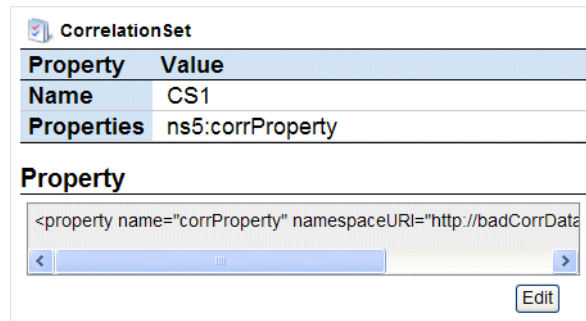 CorrelationSet
Property Value
Name CS1
Properties ns5:corrProperty
Property
<property name="corrProperty" namespaceURI="http://badCorrData
Edit